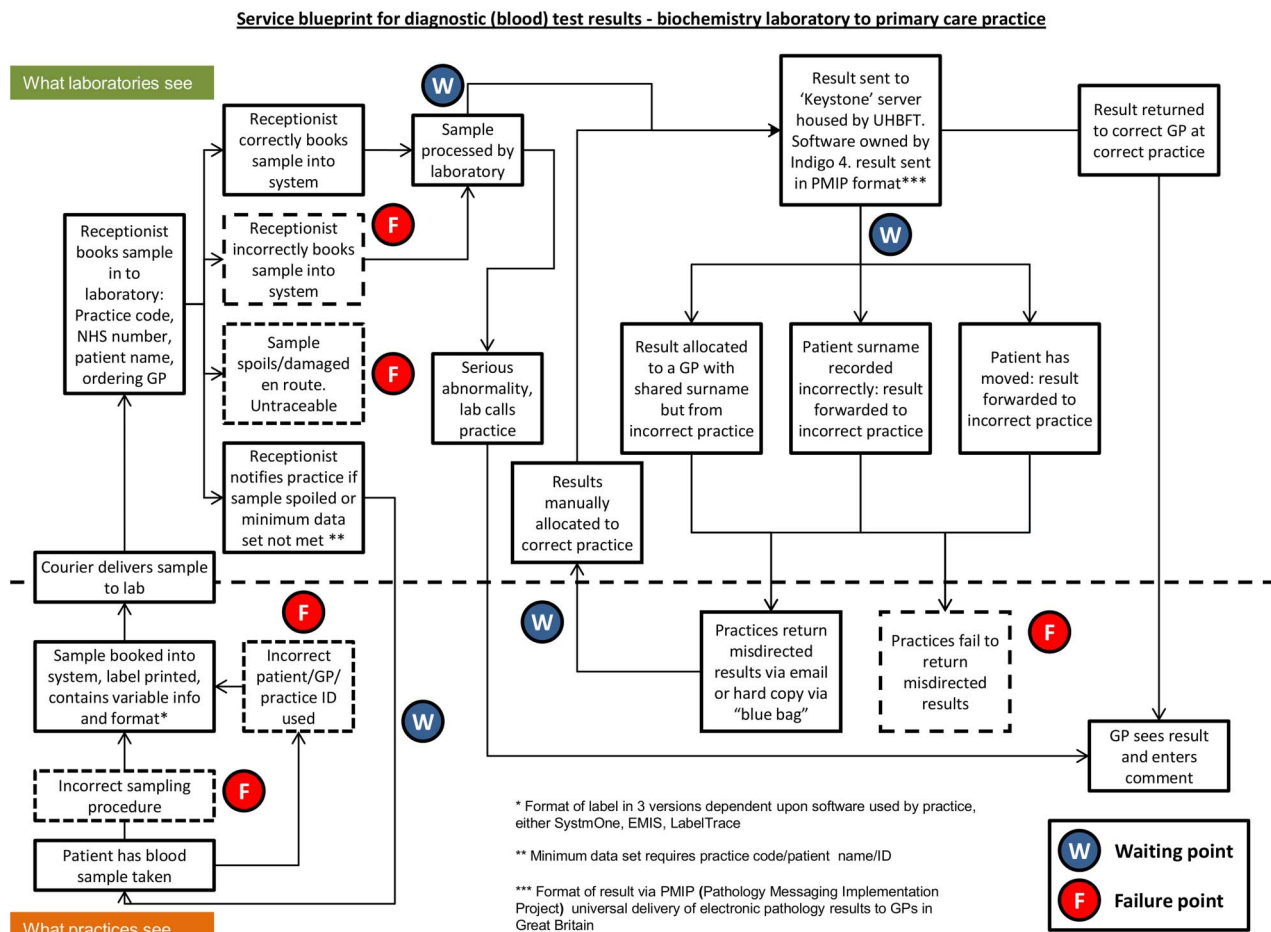 Service blueprint for diagnostic (blood) test results - biochemistry laboratory to primary care practice
What laboratories see
Receptionist
correctly books
sample into
system
W
Sample
processed by
laboratory
Result sent to
‘Keystone’ server
housed by UHBFT.
Software owned by
Indigo 4. result sent
in PMIP format***
Result returned
to correct GP at
correct practice
Receptionist
books sample
in to
laboratory:
Practice code,
NHS number,
patient name,
ordering GP
Receptionist
incorrectly books
sample into
system
F
W
Sample
spoils/damaged
en route.
Untraceable
F
Serious
abnormality,
lab calls
practice
Result allocated
to a GP with
shared surname
but from
incorrect practice
Patient surname
recorded
incorrectly: result
forwarded to
incorrect practice
Patient has
moved: result
forwarded to
incorrect practice
Receptionist
notifies practice if
sample spoiled or
minimum data
set not met **
Results
manually
allocated to
correct practice
Courier delivers sample
to lab
F
W
Sample booked into
system, label printed,
contains variable info
and format*
Incorrect
patient/GP/
practice ID
used
W
Practices return
misdirected
results via email
or hard copy via
“blue bag”
Practices fail to
return
misdirected
results
F
GP sees result
and enters
comment
Incorrect sampling
procedure
F
Patient has blood
sample taken
* Format of label in 3 versions dependent upon software used by practice,
either SystmOne, EMIS, LabelTrace
** Minimum data set requires practice code/patient name/ID
*** Format of result via PMIP (Pathology Messaging Implementation
Project) universal delivery of electronic pathology results to GPs in
Great Britain
W Waiting point
F Failure point
What practices see